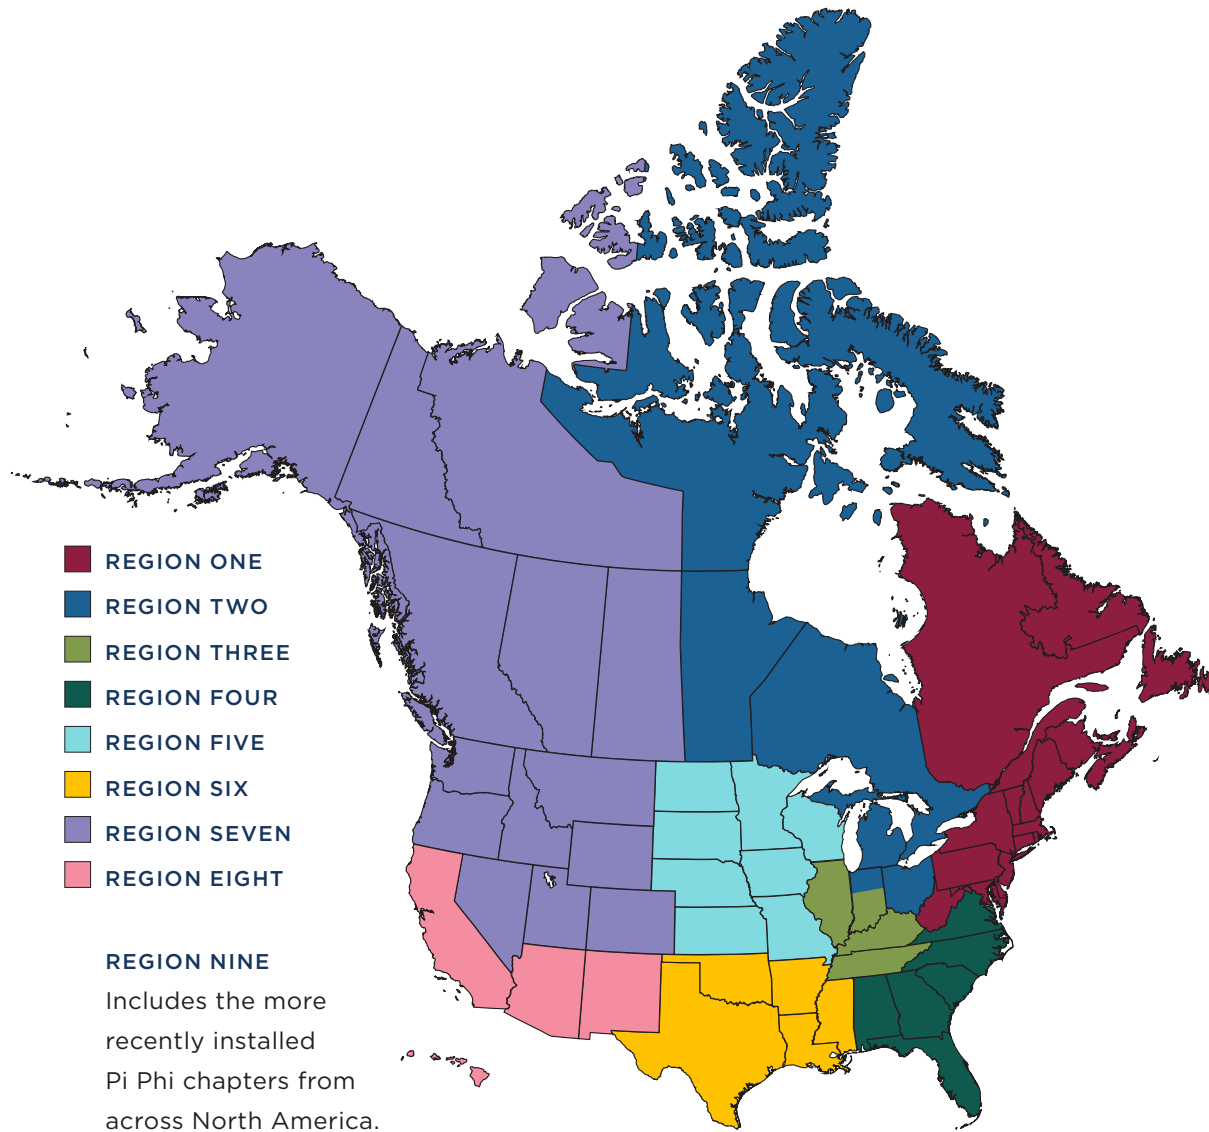 REGION ONE
REGION TWO
REGION THREE
REGION FOUR
REGION FIVE
REGION SIX
REGION SEVEN
REGION EIGHT
REGION NINE
Includes the more
recently installed
Pi Phi chapters from
across North America.